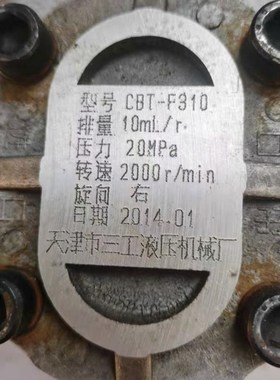 型号 CBT-F310
排量 10mL/r
压力 20MPa
转速 2000r/min
旋向 右
日期 2014.01
天津市三工液压机械厂